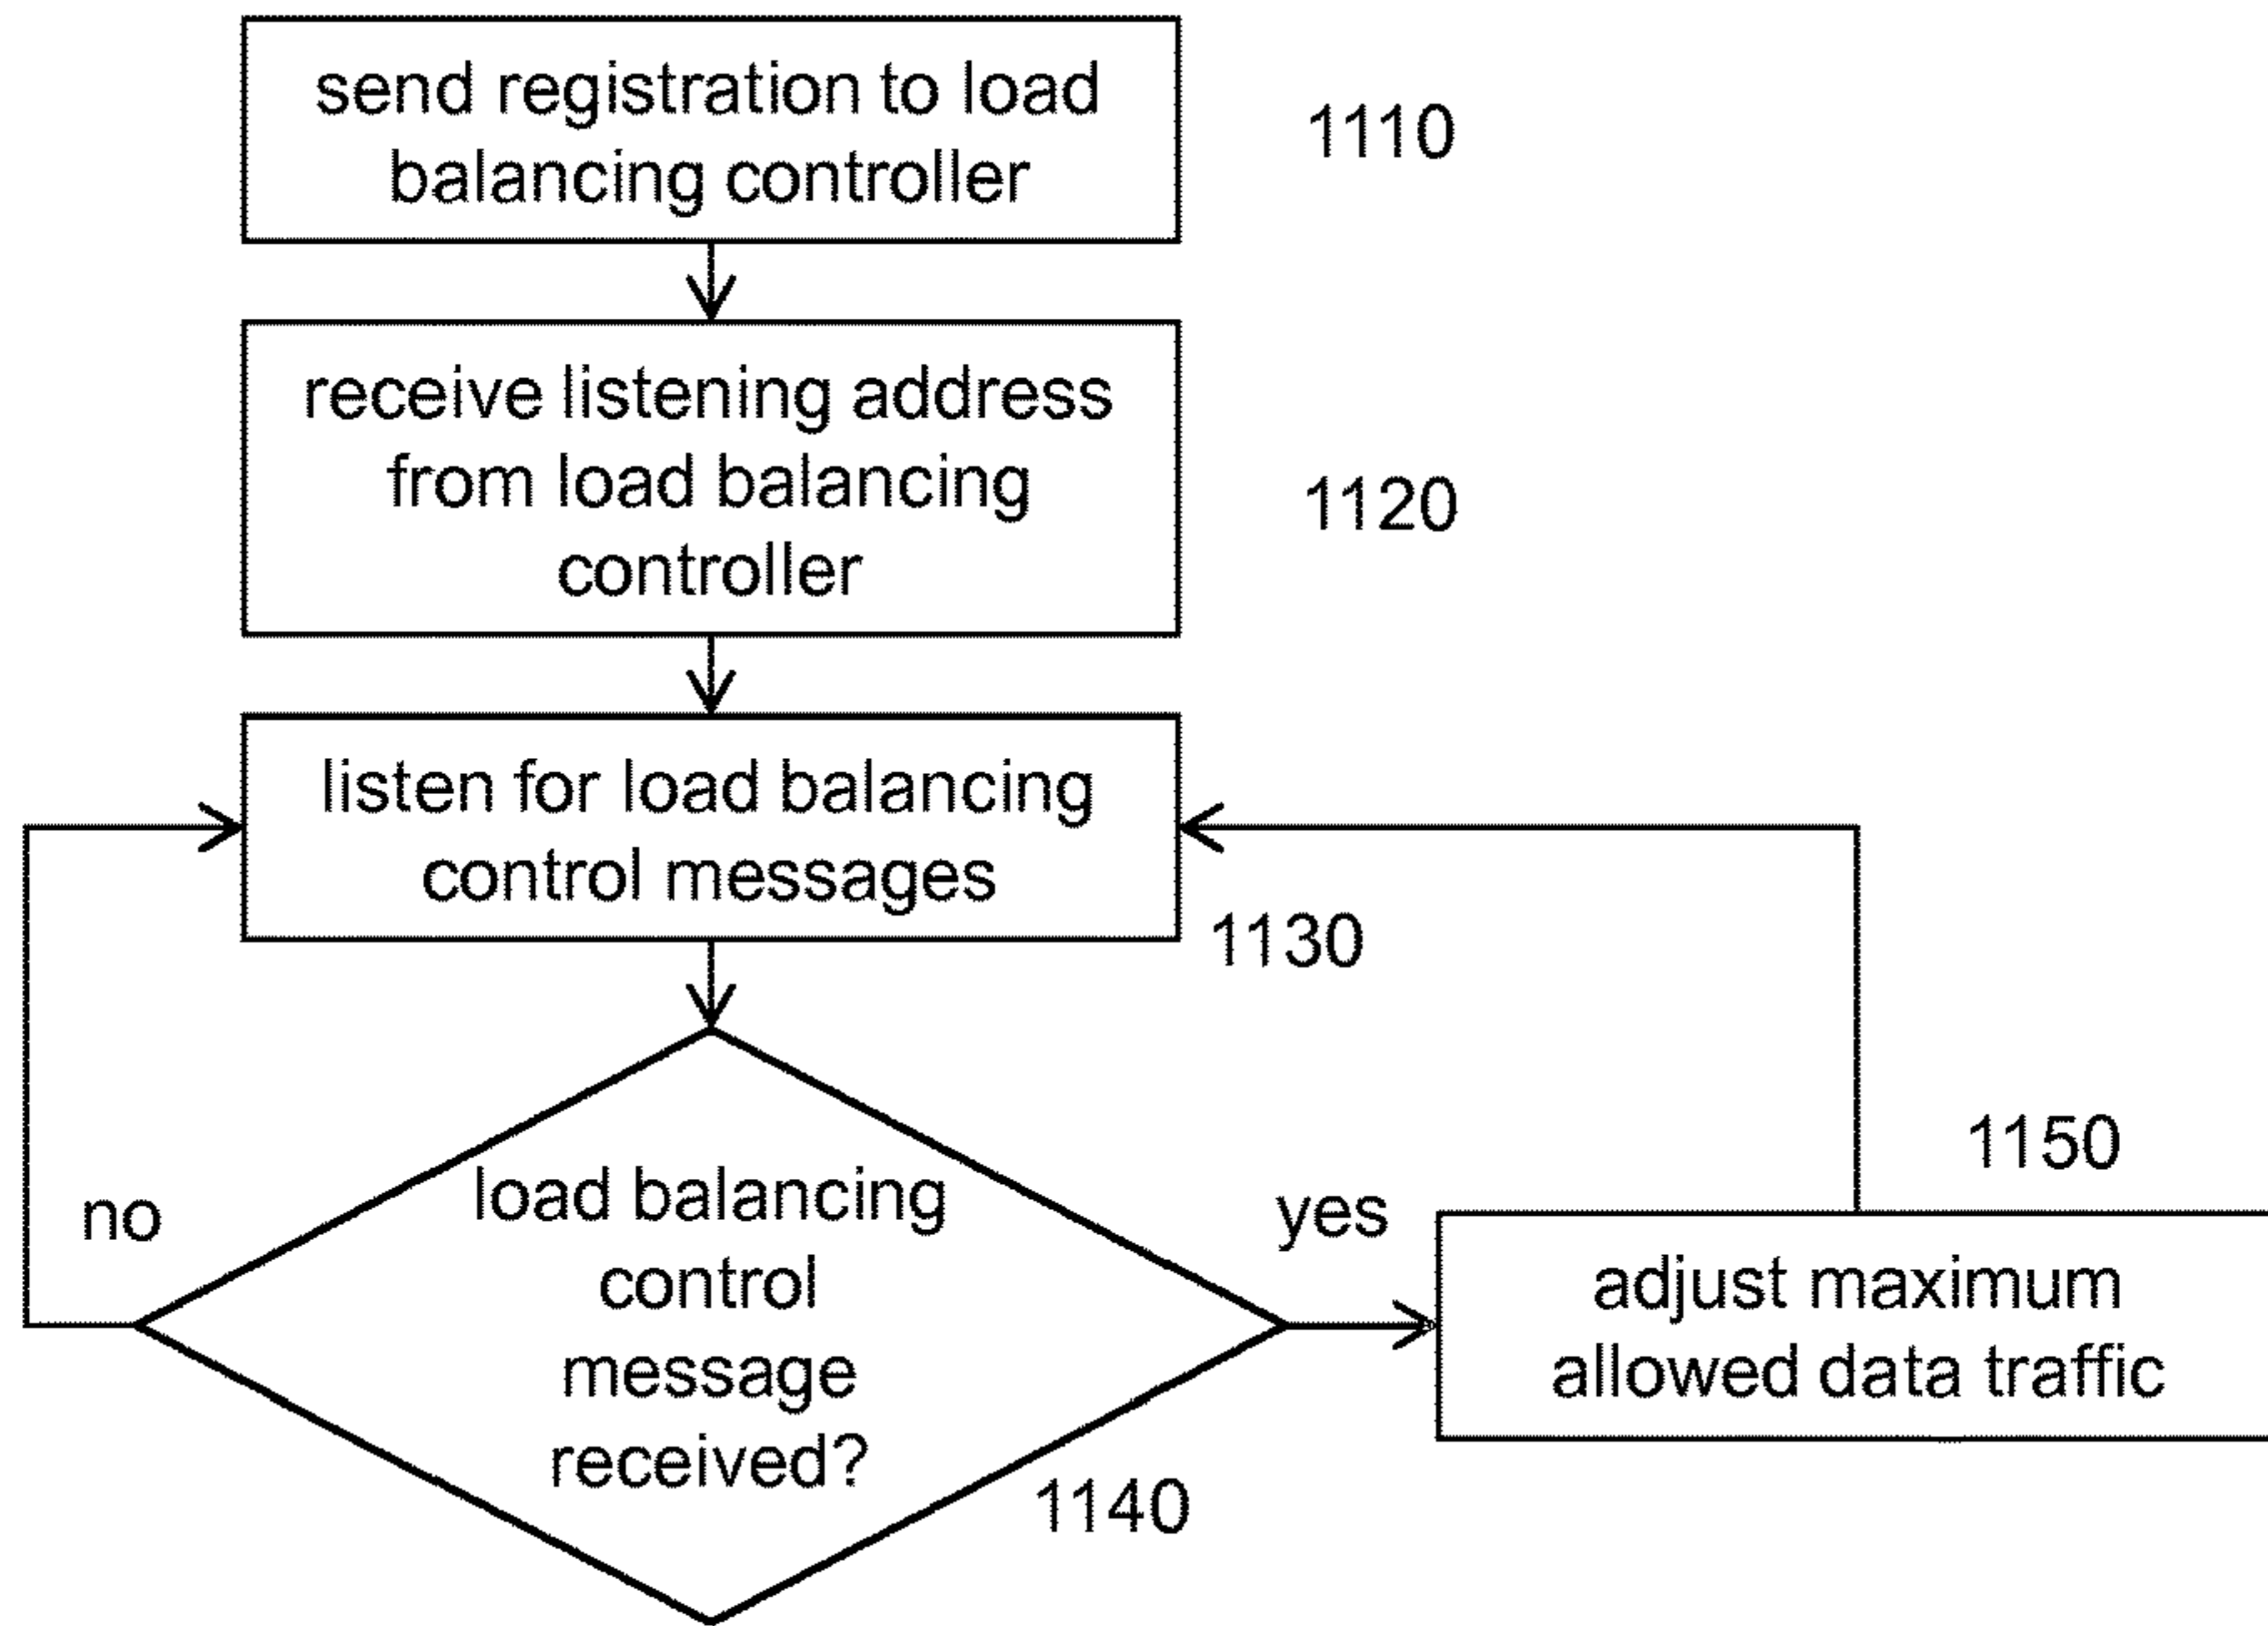 send registration to load
balancing controller
1110
receive listening address
from load balancing
controller
1120
listen for load balancing
control messages
1130
load balancing
control
message
received?
1140
no
yes
1150
adjust maximum
allowed data traffic